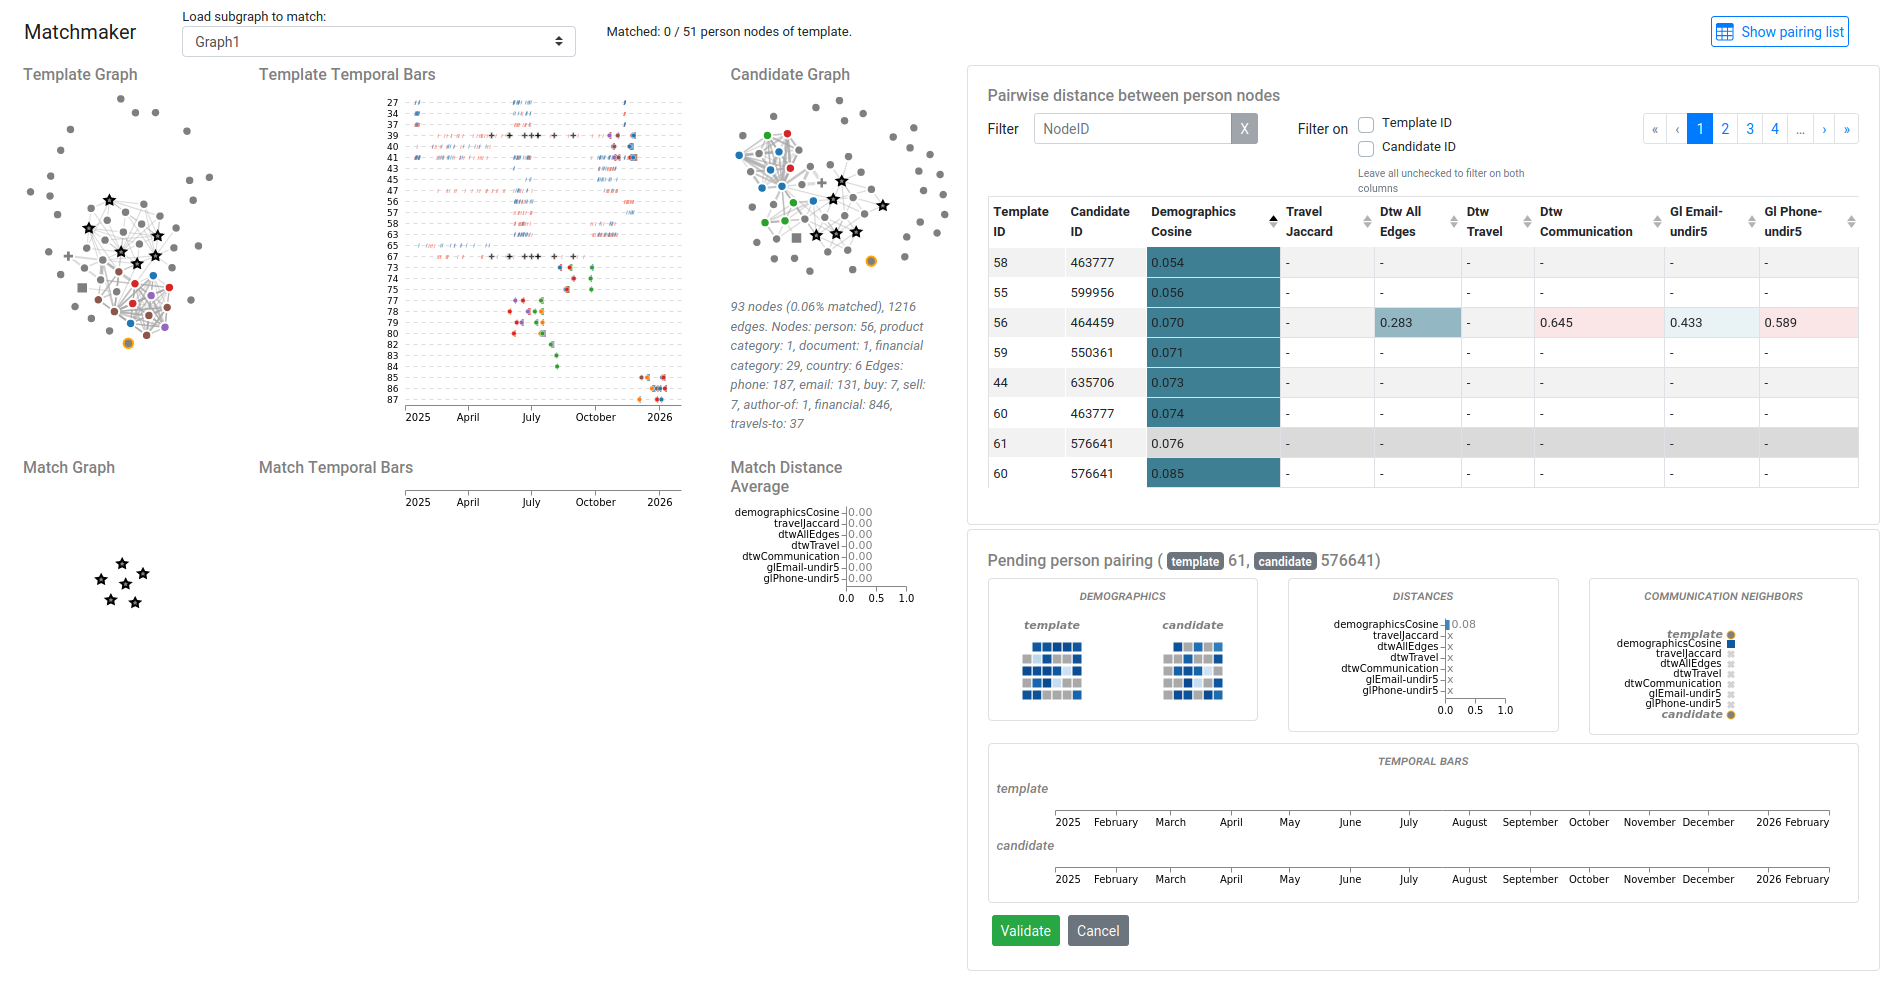 Matchmaker
Load subgraph to match:
Graph1
Matched: 0 / 51 person nodes of template.
Show pairing list
Template Graph
Template Temporal Bars
27
34
37
39
40
41
43
45
47
56
57
58
63
65
67
73
74
75
77
78
79
80
82
83
84
85
86
87
2025 April July October 2026
Candidate Graph
93 nodes (0.06% matched), 1216
edges. Nodes: person: 56, product
category: 1, document: 1, financial
category: 29, country: 6 Edges:
phone: 187, email: 131, buy: 7, sell:
7, author-of: 1, financial: 846,
travels-to: 37
Match Graph
Match Temporal Bars
2025 April July October 2026
Match Distance
Average
demographicsCosine 0.00
travelJaccard 0.00
dtwAllEdges 0.00
dtwTravel 0.00
dtwCommunication 0.00
glEmail-undir5 0.00
glPhone-undir5 0.00
0.0 0.5 1.0
Pairwise distance between person nodes
Filter NodeID X
Filter on
Template ID
Candidate ID
Leave all unchecked to filter on both
columns
« ‹ 1 2 3 4 ... › »
Template Candidate Demographics Travel Dtw All Dtw Dtw Gl Email- Gl Phone-
ID ID Cosine Jaccard Edges Travel Communication undir5 undir5
58 463777 0.054 - - - - - -
55 599956 0.056 - - - - - -
56 464459 0.070 - 0.283 - 0.645 0.433 0.589
59 550361 0.071 - - - - - -
44 635706 0.073 - - - - - -
60 463777 0.074 - - - - - -
61 576641 0.076 - - - - - -
60 576641 0.085 - - - - - -
Pending person pairing ( template 61, candidate 576641)
DEMOGRAPHICS
template candidate
DISTANCES
demographicsCosine 0.08
travelJaccard x
dtwAllEdges x
dtwTravel x
dtwCommunication x
glEmail-undir5 x
glPhone-undir5 x
0.0 0.5 1.0
COMMUNICATION NEIGHBORS
template
demographicsCosine
travelJaccard
dtwAllEdges
dtwTravel
dtwCommunication
glEmail-undir5
glPhone-undir5
candidate
TEMPORAL BARS
template
2025 February March April May June July August September October November December 2026 February
candidate
2025 February March April May June July August September October November December 2026 February
Validate Cancel